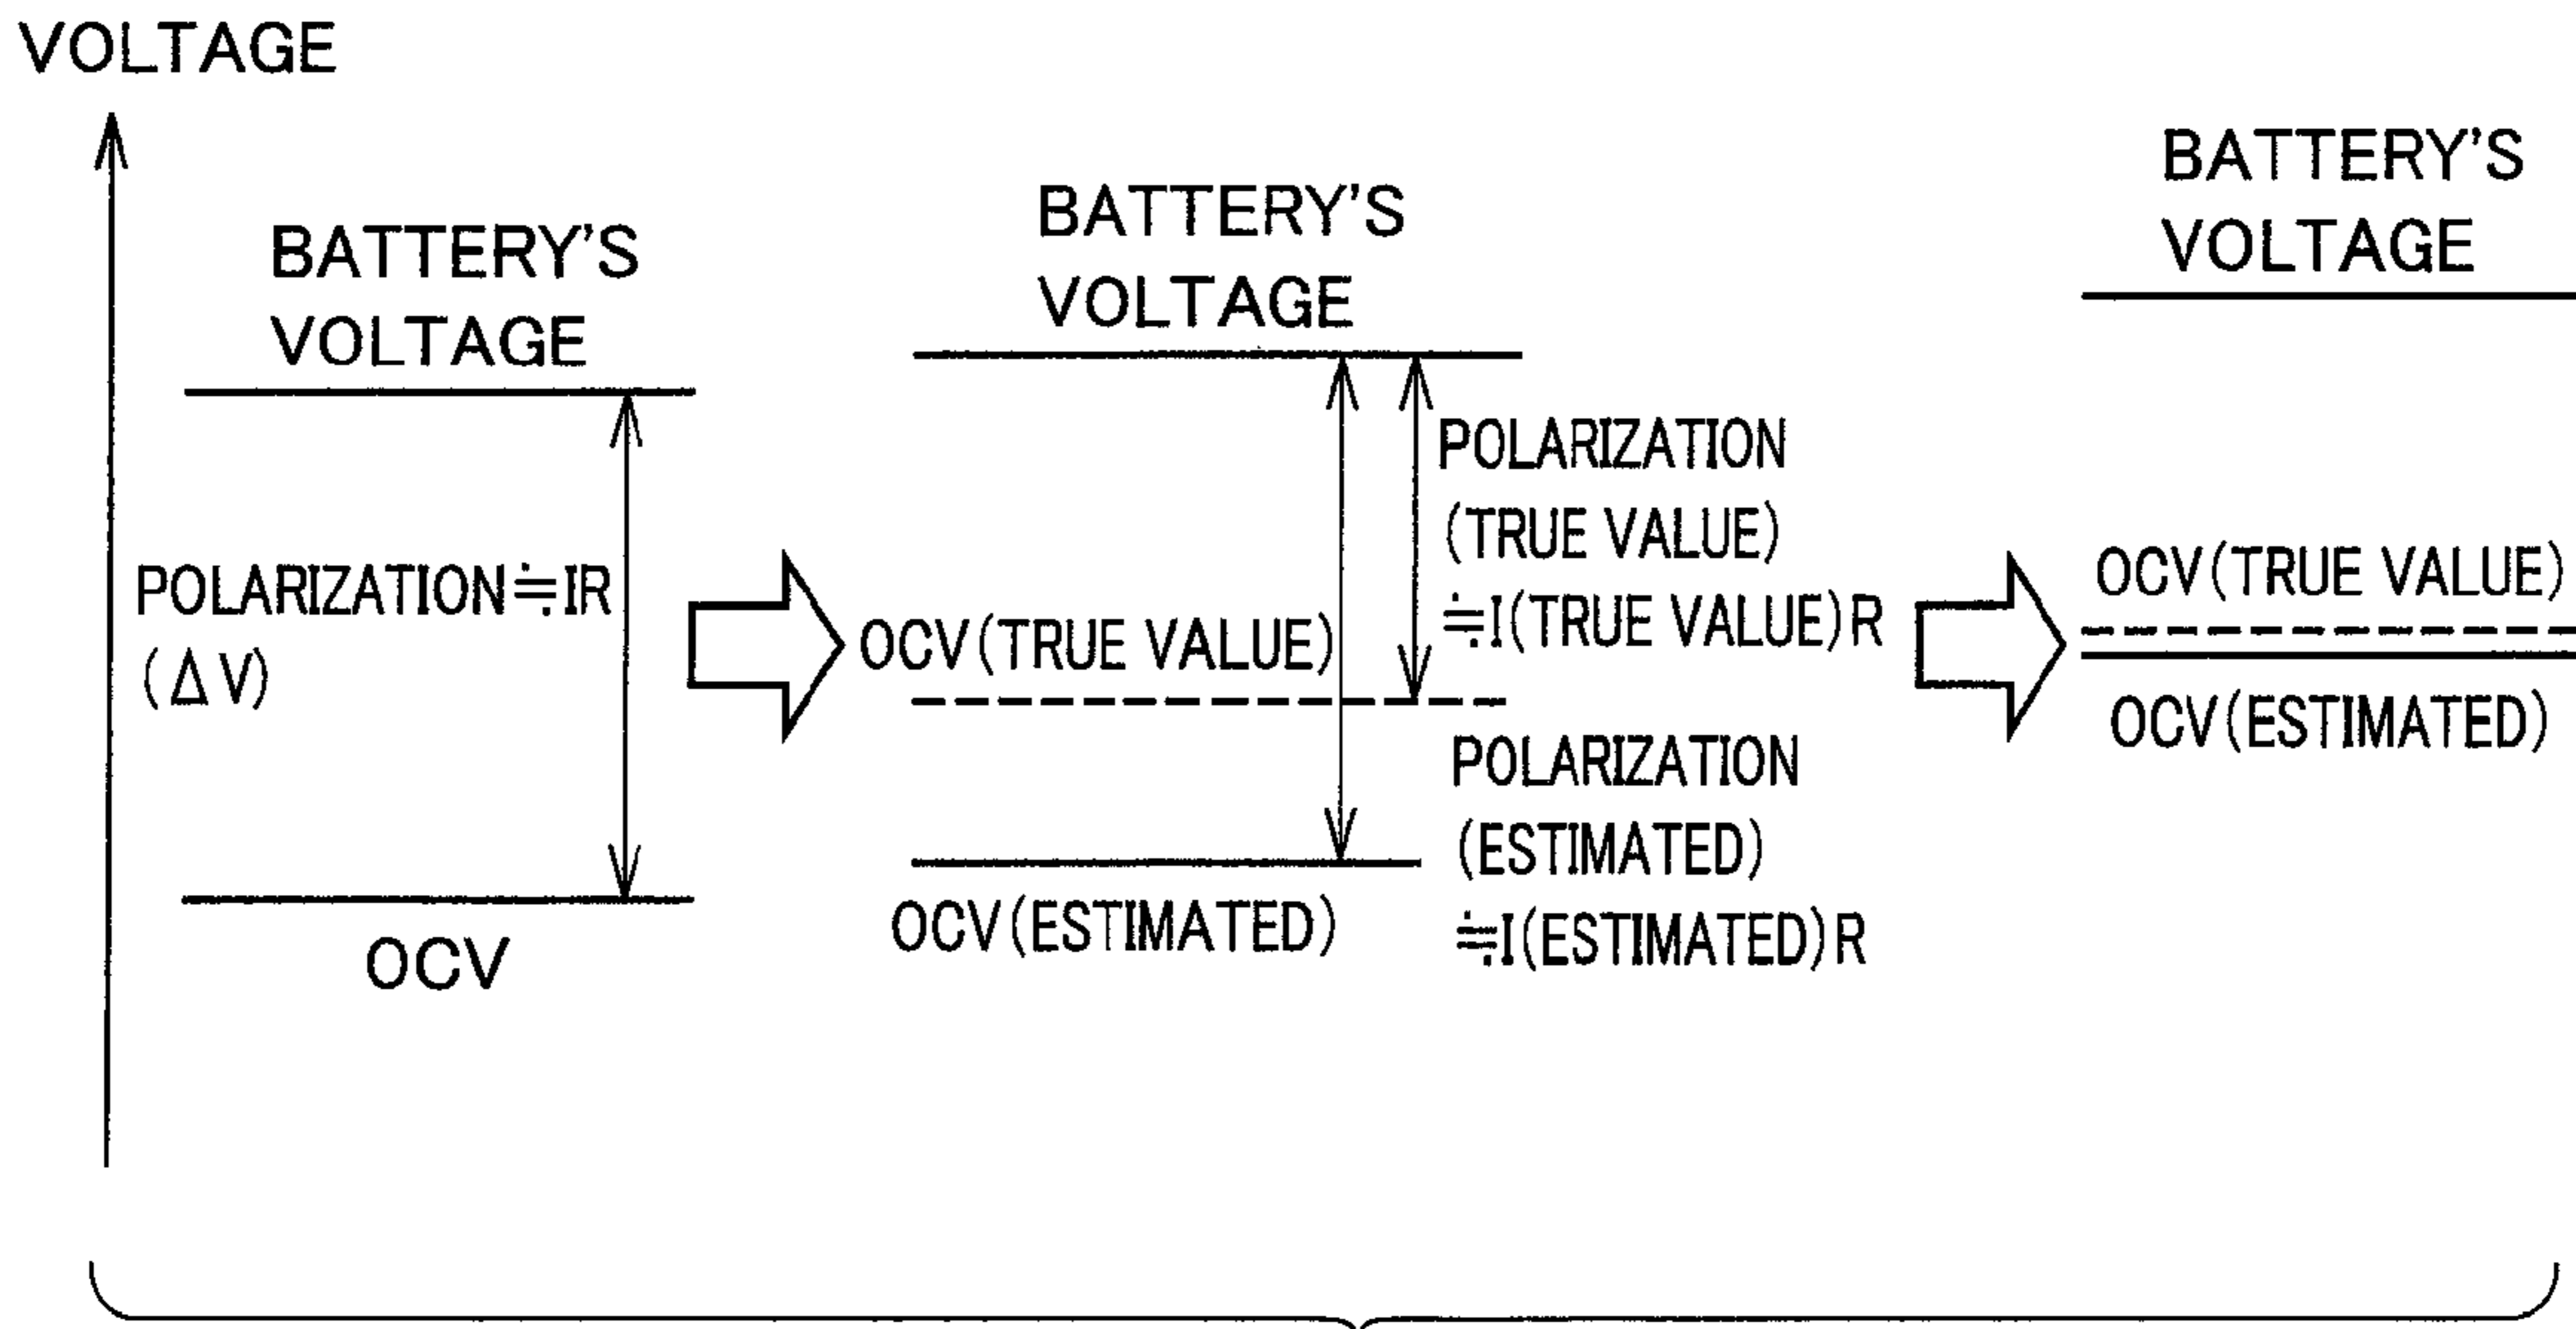 VOLTAGE
BATTERY'S
VOLTAGE
POLARIZATION≒IR
(ΔV)
OCV
BATTERY'S
VOLTAGE
POLARIZATION
(TRUE VALUE)
≒I(TRUE VALUE)R
OCV(TRUE VALUE)
POLARIZATION
(ESTIMATED)
≒I(ESTIMATED)R
OCV(ESTIMATED)
BATTERY'S
VOLTAGE
OCV(TRUE VALUE)
OCV(ESTIMATED)